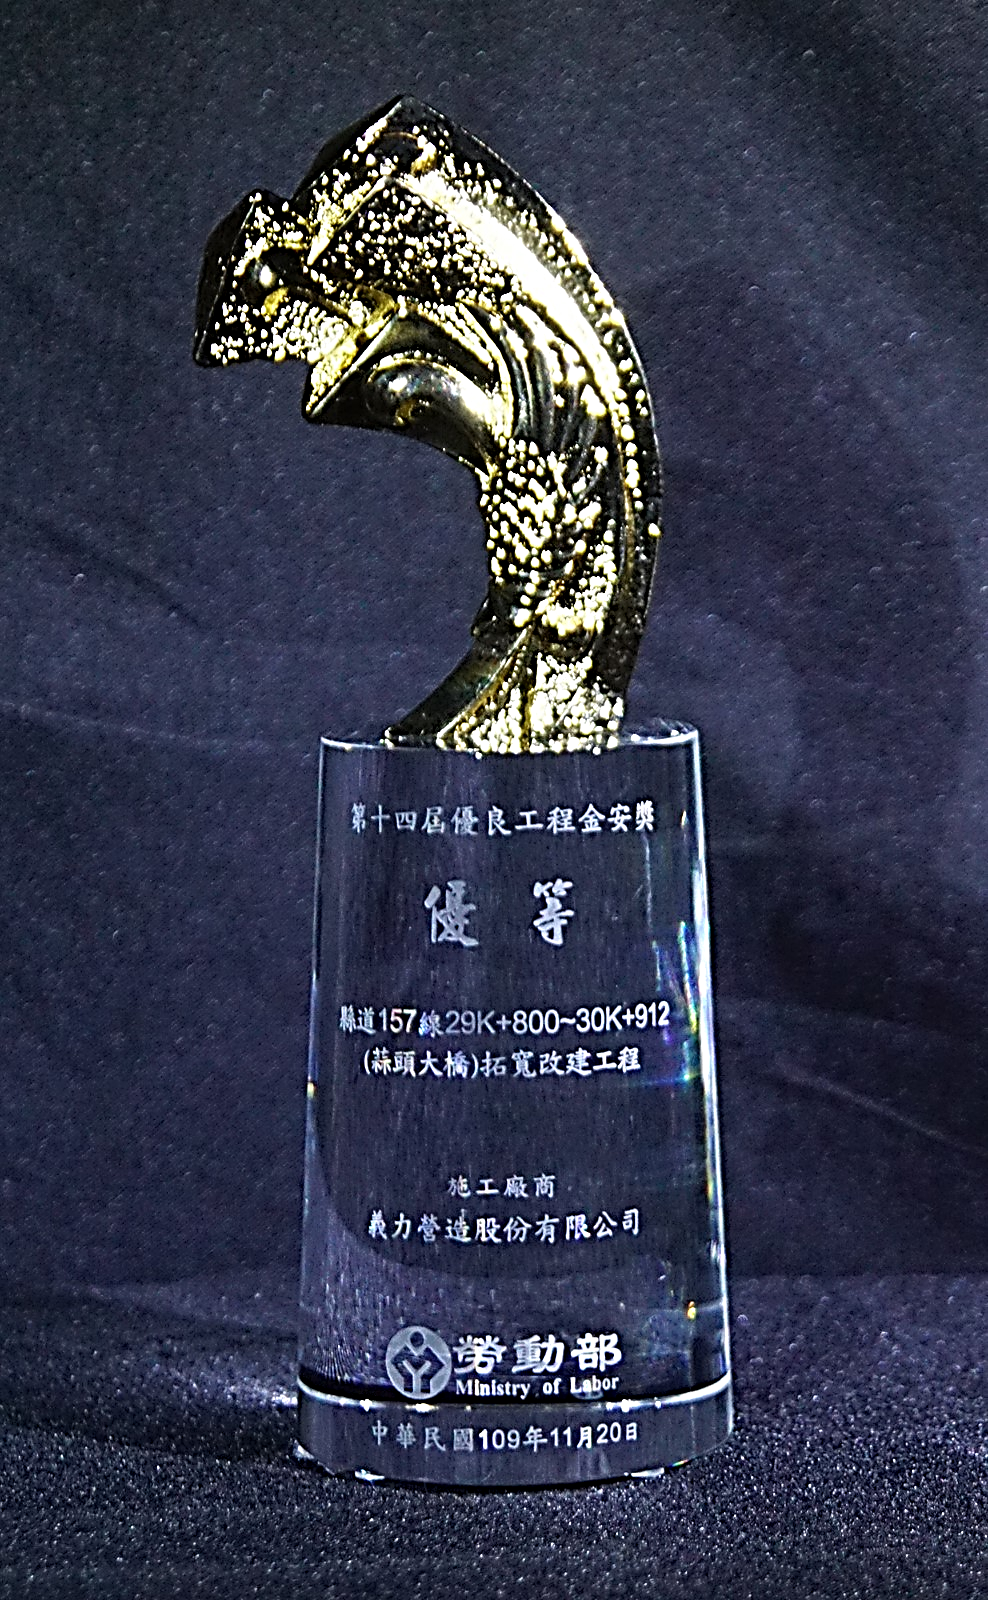 第十四屆優良工程金安獎
優 等
縣道157線29K+800~30K+912
(蒜頭大橋)拓寬改建工程
施工廠商
義力營造股份有限公司
勞動部
Ministry of Labor
中華民國109年11月20日